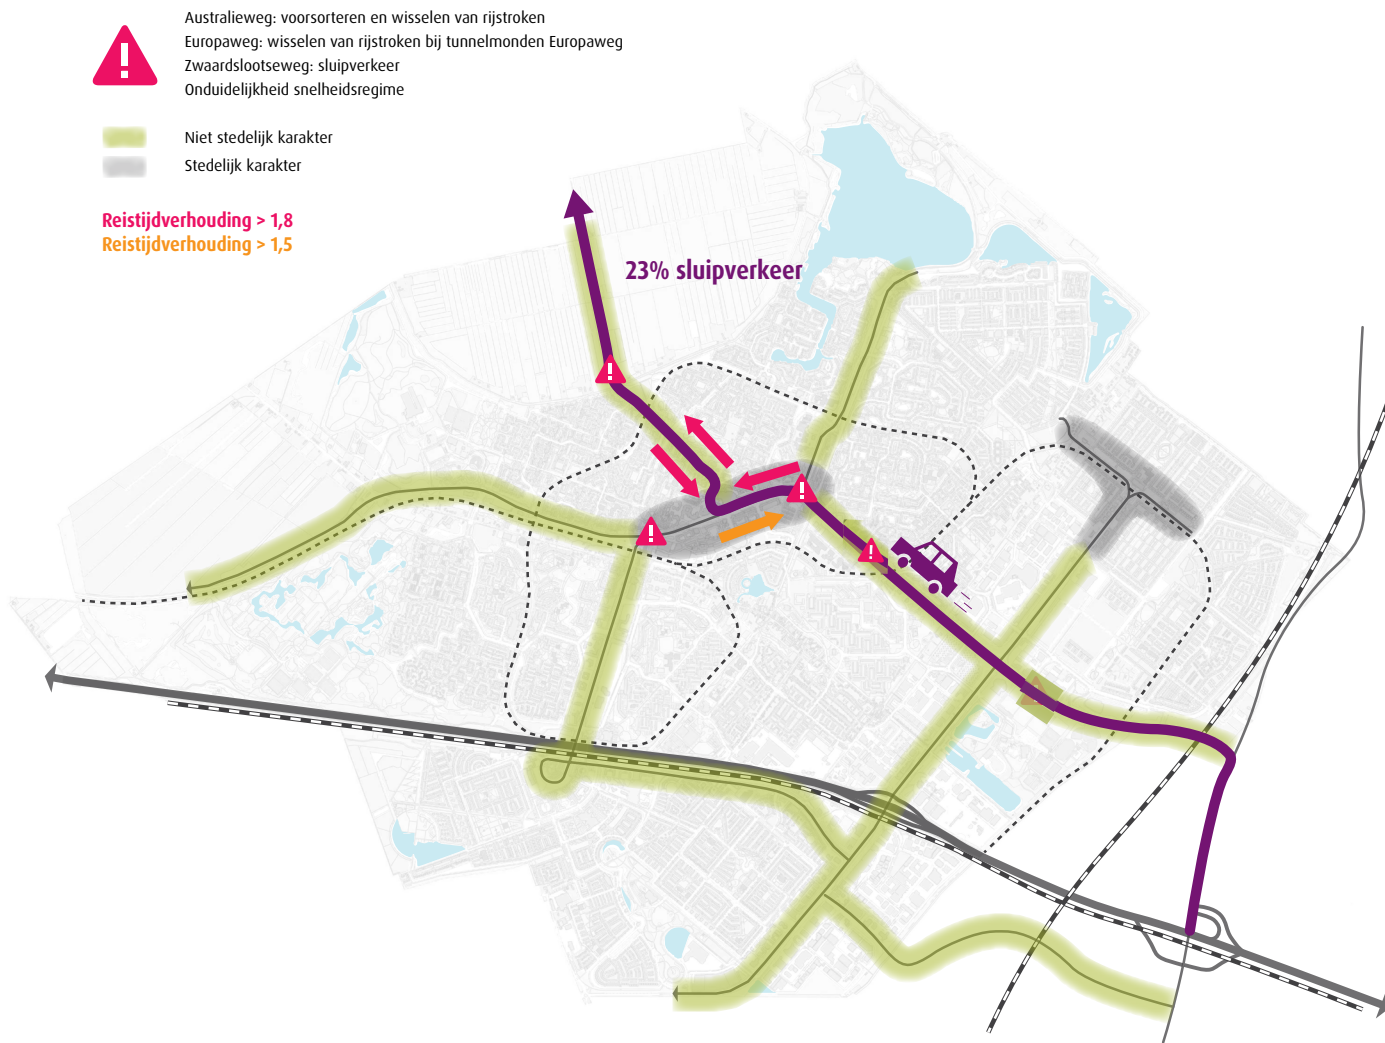 Australieweg: voorsorteren en wisselen van rijstroken
Europaweg: wisselen van rijstroken bij tunnelmonden Europaweg
Zwaardslootseweg: sluipverkeer
Onduidelijkheid snelheidsregime
Niet stedelijk karakter
Stedelijk karakter
Reistijdverhouding > 1,8
Reistijdverhouding > 1,5
23% sluipverkeer